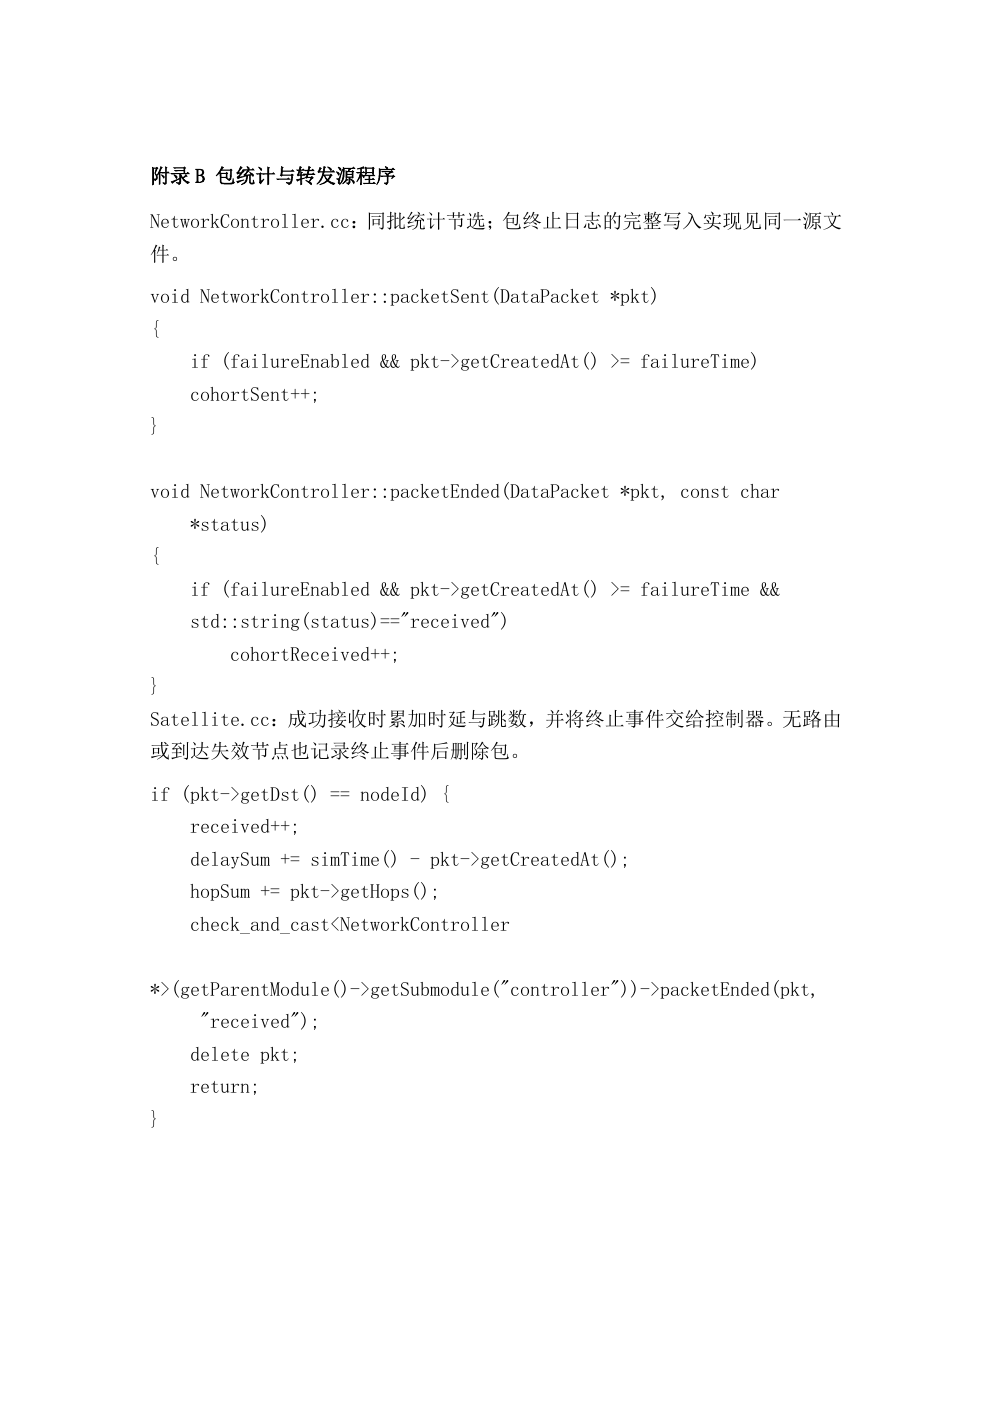 附录 B 包统计与转发源程序
NetworkController.cc：同批统计节选；包终止日志的完整写入实现见同一源文
件。
void NetworkController::packetSent(DataPacket *pkt)
{
    if (failureEnabled && pkt->getCreatedAt() >= failureTime)
    cohortSent++;
}
void NetworkController::packetEnded(DataPacket *pkt, const char
    *status)
{
    if (failureEnabled && pkt->getCreatedAt() >= failureTime &&
    std::string(status)=="received")
        cohortReceived++;
}
Satellite.cc：成功接收时累加时延与跳数，并将终止事件交给控制器。无路由
或到达失效节点也记录终止事件后删除包。
if (pkt->getDst() == nodeId) {
    received++;
    delaySum += simTime() - pkt->getCreatedAt();
    hopSum += pkt->getHops();
    check_and_cast<NetworkController
*>(getParentModule()->getSubmodule("controller"))->packetEnded(pkt,
     "received");
    delete pkt;
    return;
}